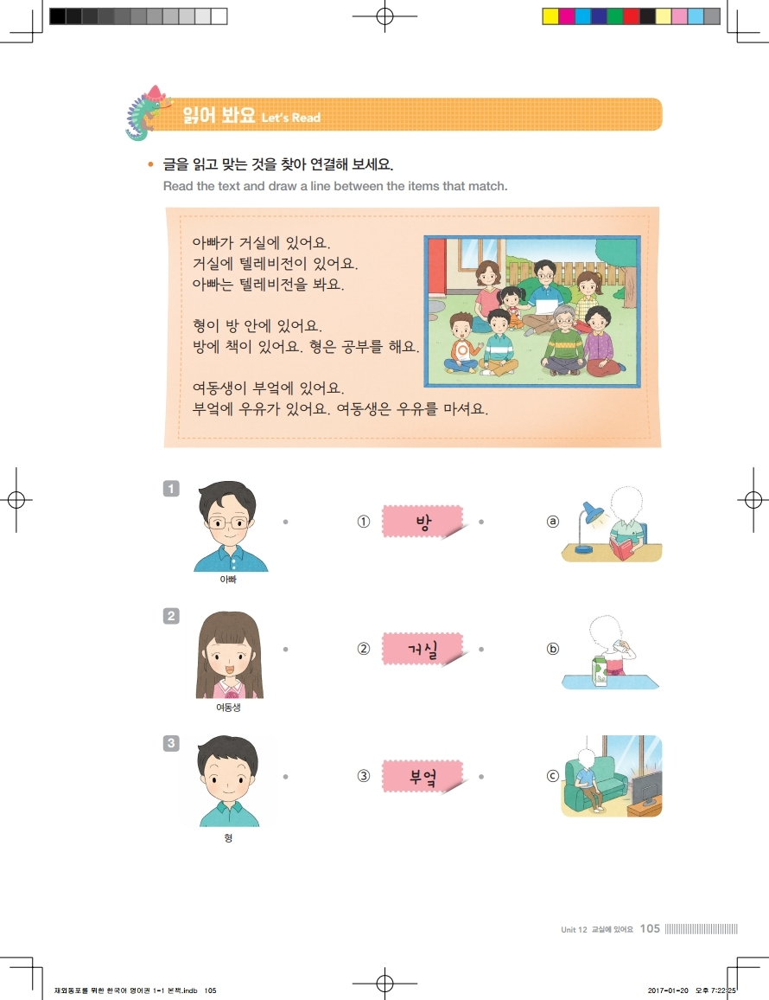 읽어 봐요 Let's Read
• 글을 읽고 맞는 것을 찾아 연결해 보세요.
Read the text and draw a line between the items that match.
아빠가 거실에 있어요.
거실에 텔레비전이 있어요.
아빠는 텔레비전을 봐요.
형이 방 안에 있어요.
방에 책이 있어요. 형은 공부를 해요.
여동생이 부엌에 있어요.
부엌에 우유가 있어요. 여동생은 우유를 마셔요.
1
① 방
ⓐ
아빠
2
② 거실
ⓑ
여동생
3
③ 부엌
ⓒ
형
Unit 12 교실에 있어요 105
재외동포를 위한 한국어 영어권 1-1 본책.indb 105
2017-01-20 오후 7:22:25